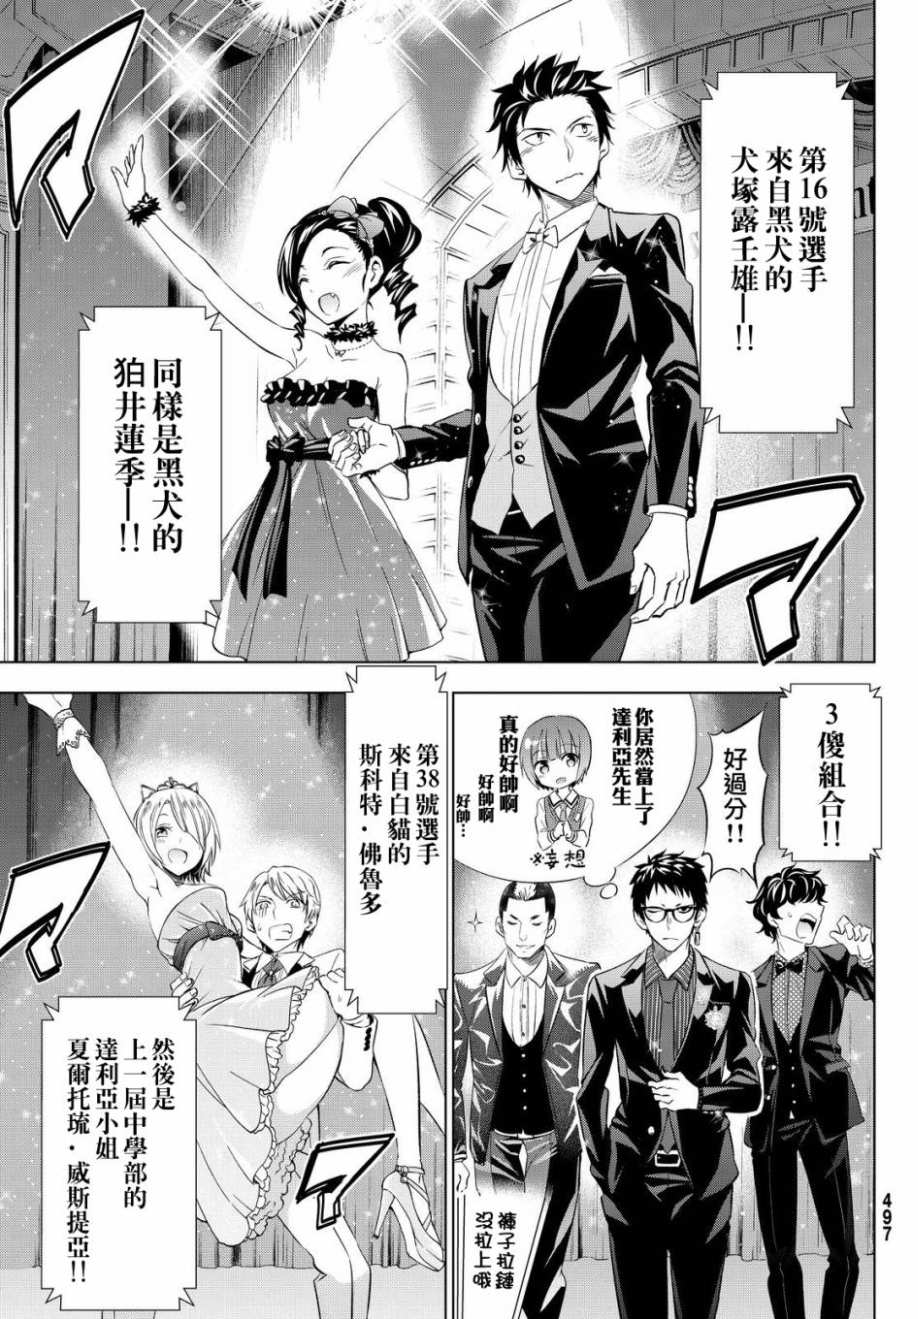 第16號選手
來自黑犬的
犬塚露壬雄—!!
同樣是黑犬的
狛井蓮季—!!
ワ
ワ
3傻組合!!
好過分!!
你居然當上了
達利亞先生
真的好帥啊
好帥啊
好帥…
※妄想
褲子拉鏈
沒拉上哦
第38號選手
來自白貓的
斯科特·佛魯多
然後是
上一屆中學部的
達利亞小姐
夏爾托琉·威斯提亞!!
ワ
ワ
497